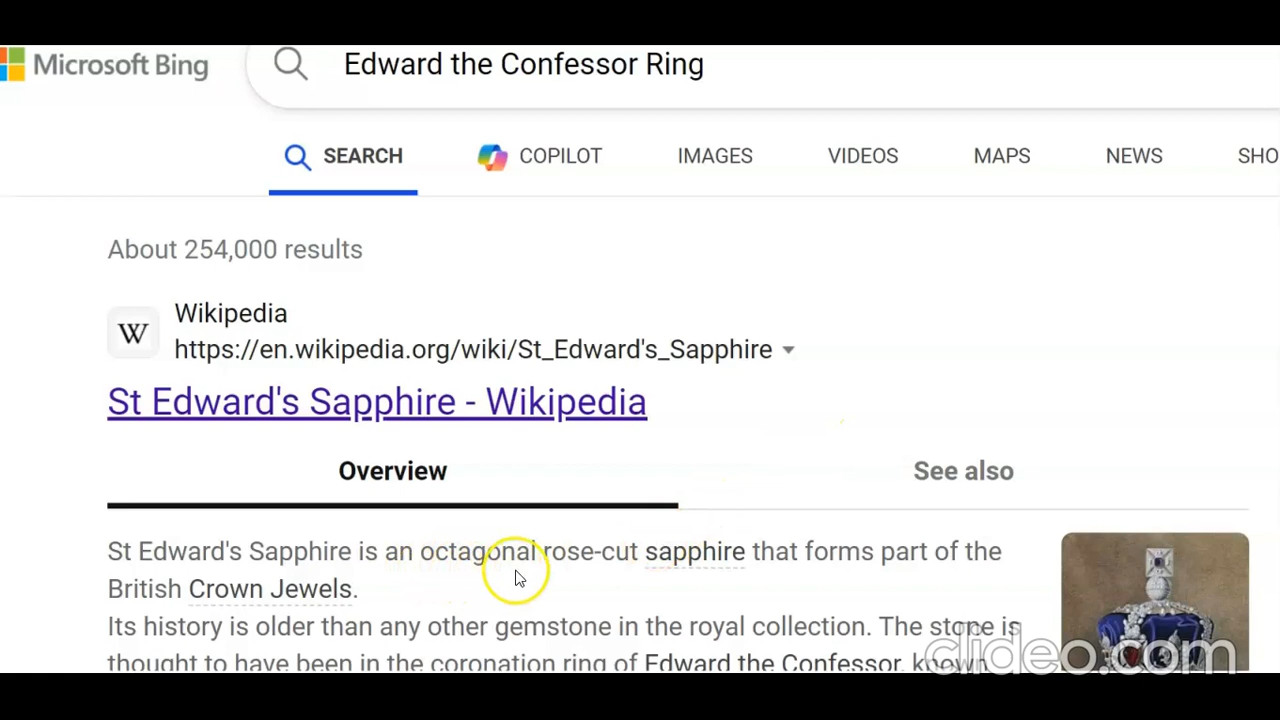 Microsoft Bing
Edward the Confessor Ring
SEARCH
COPILOT
IMAGES
VIDEOS
MAPS
NEWS
SHO
About 254,000 results
W
Wikipedia
https://en.wikipedia.org/wiki/St_Edward's_Sapphire
St Edward's Sapphire - Wikipedia
Overview
See also
St Edward's Sapphire is an octagonal rose-cut sapphire that forms part of the
British Crown Jewels.
Its history is older than any other gemstone in the royal collection. The stone is
thought to have been in the coronation ring of Edward the Confessor, known
clideo.com